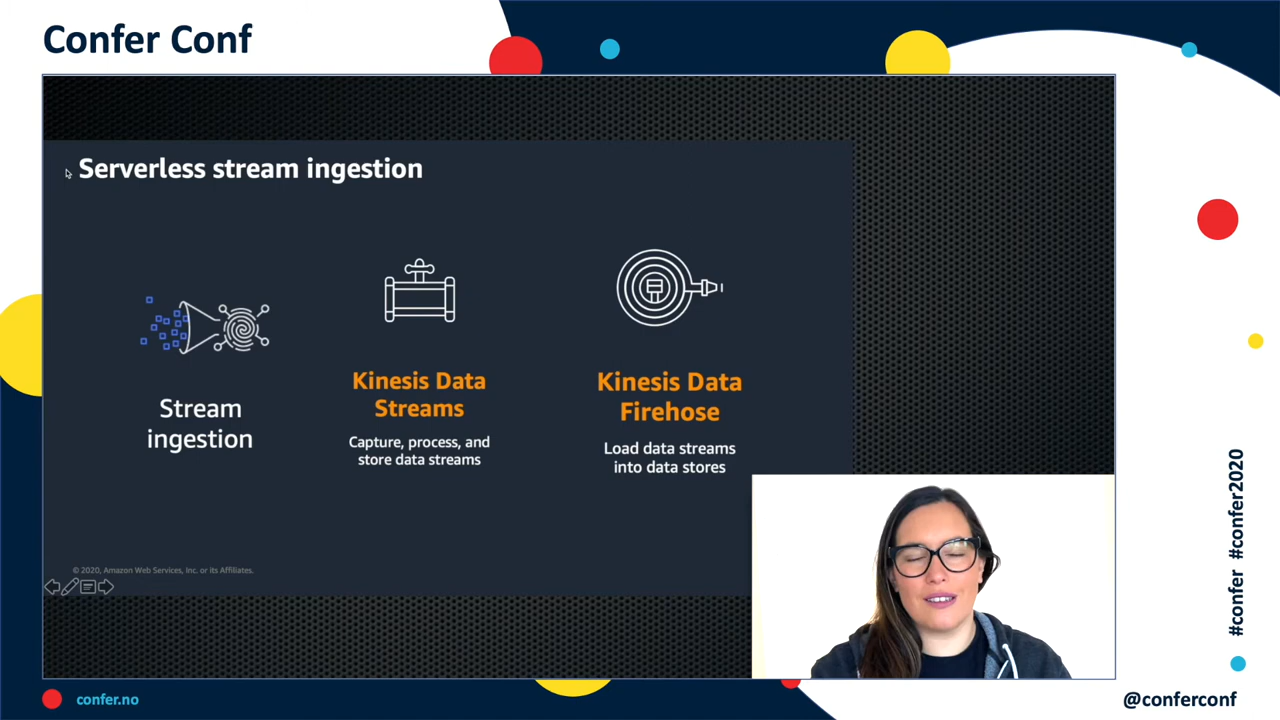 Confer Conf
Serverless stream ingestion
Stream
ingestion
Kinesis Data
Streams
Capture, process, and
store data streams
Kinesis Data
Firehose
Load data streams
into data stores
© 2020, Amazon Web Services, Inc. or its Affiliates.
#confer #confer2020
confer.no
@conferconf